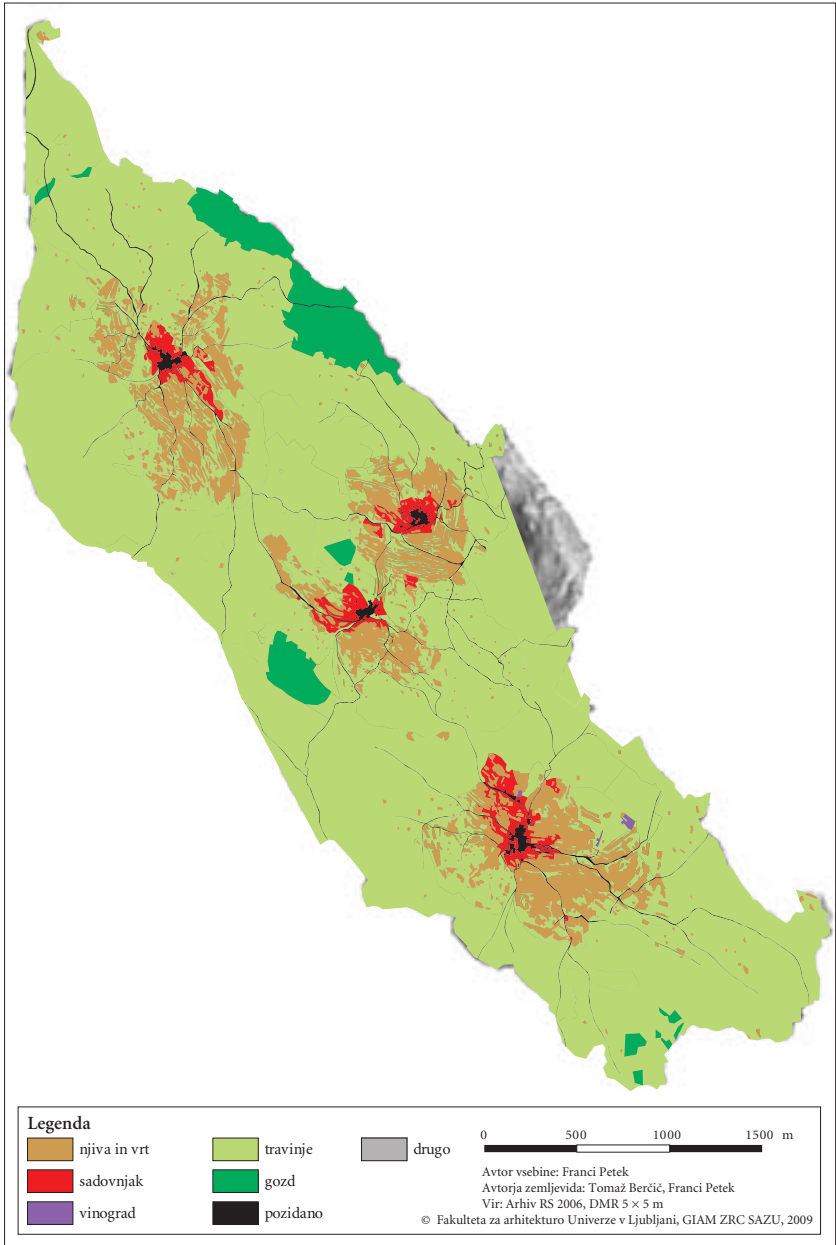 Legenda
njiva in vrt
sadovnjak
vinograd
travinje
gozd
pozidano
drugo
0 500 1000 1500 m
Avtor vsebine: Franci Petek
Avtorja zemljevida: Tomaž Berčič, Franci Petek
Vir: Arhiv RS 2006, DMR 5 × 5 m
© Fakulteta za arhitekturo Univerze v Ljubljani, GIAM ZRC SAZU, 2009